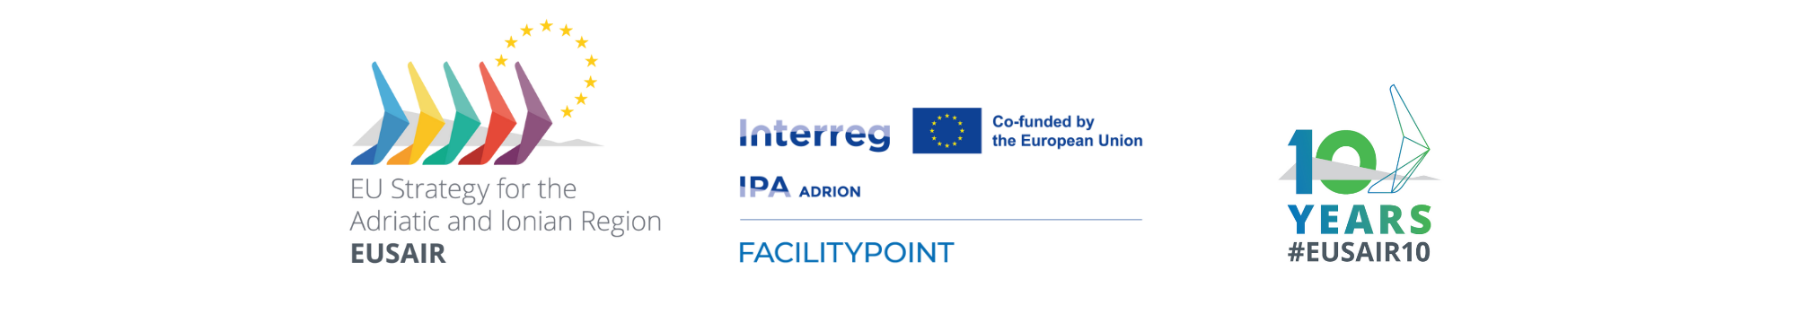 EU Strategy for the
Adriatic and Ionian Region
EUSAIR
Interreg
Co-funded by
the European Union
IPA ADRION
FACILITYPOINT
10
YEARS
#EUSAIR10